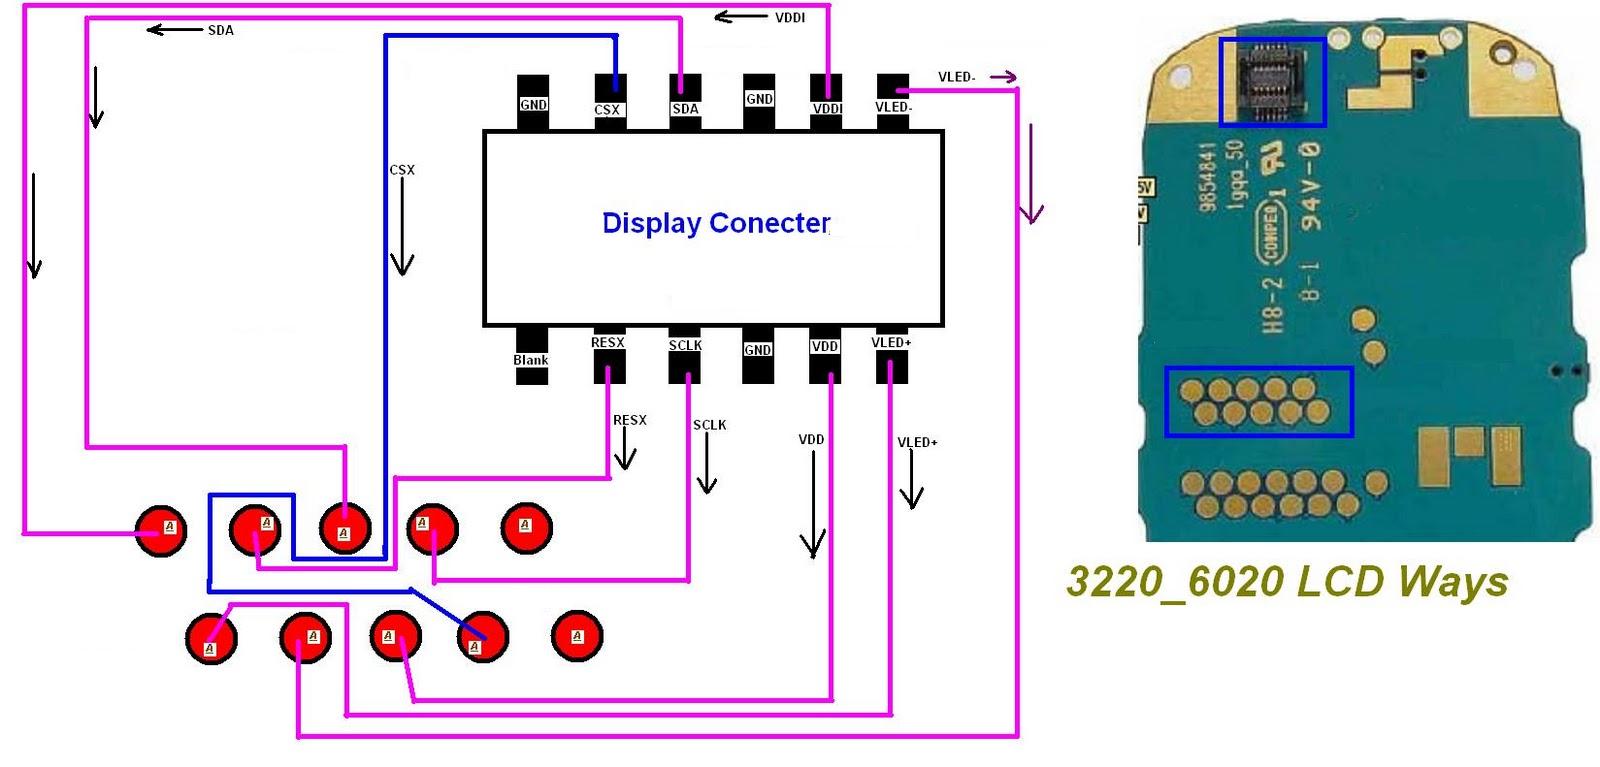 VDDI
SDA
VLED-
GND
CSX
SDA
GND
VDDI
VLED-
CSX
Display Conecter
Blank
RESX
SCLK
GND
VDD
VLED+
RESX
SCLK
VDD
VLED+
A
A
A
A
A
A
A
A
A
9854841
1gqa_50
94V-0
COMPEQ 1
H8-2
8-1
5V
3220_6020 LCD Ways